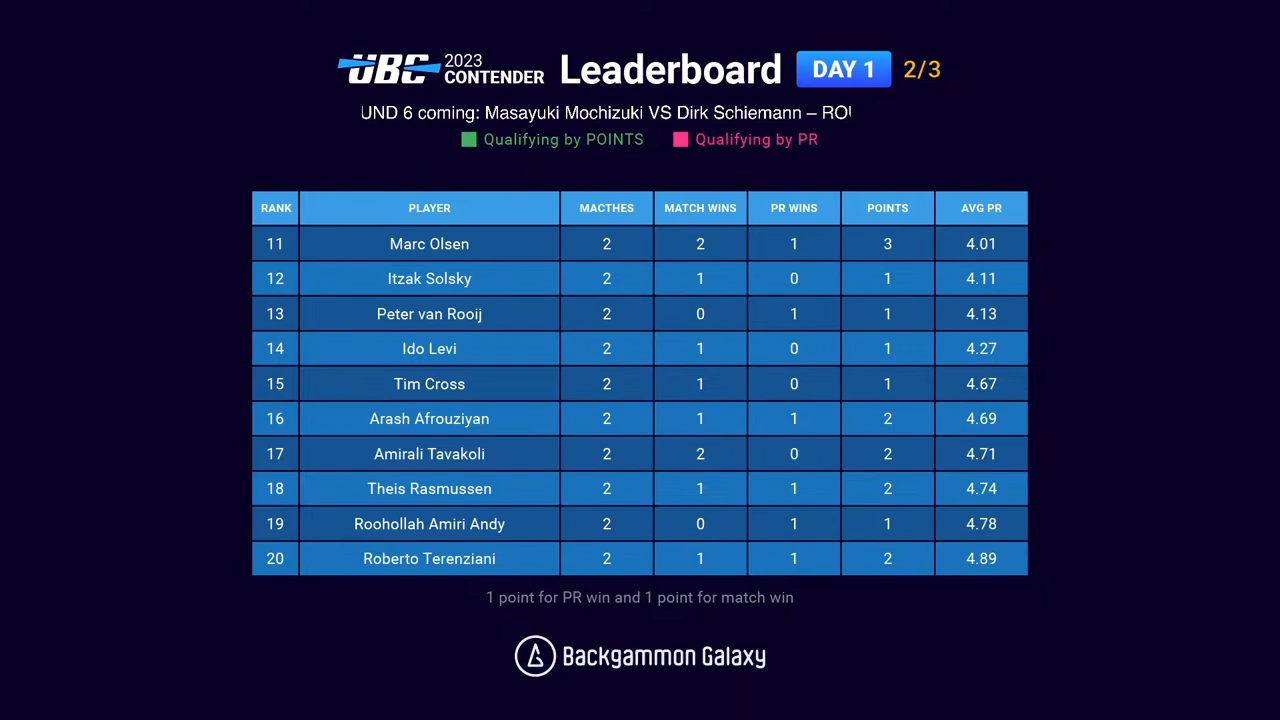 UBC 2023 CONTENDER Leaderboard DAY 1 2/3
UND 6 coming: Masayuki Mochizuki VS Dirk Schiemann – ROU
Qualifying by POINTS Qualifying by PR
RANK PLAYER MACTHES MATCH WINS PR WINS POINTS AVG PR
11 Marc Olsen 2 2 1 3 4.01
12 Itzak Solsky 2 1 0 1 4.11
13 Peter van Rooij 2 0 1 1 4.13
14 Ido Levi 2 1 0 1 4.27
15 Tim Cross 2 1 0 1 4.67
16 Arash Afrouziyan 2 1 1 2 4.69
17 Amirali Tavakoli 2 2 0 2 4.71
18 Theis Rasmussen 2 1 1 2 4.74
19 Roohollah Amiri Andy 2 0 1 1 4.78
20 Roberto Terenziani 2 1 1 2 4.89
1 point for PR win and 1 point for match win
Backgammon Galaxy